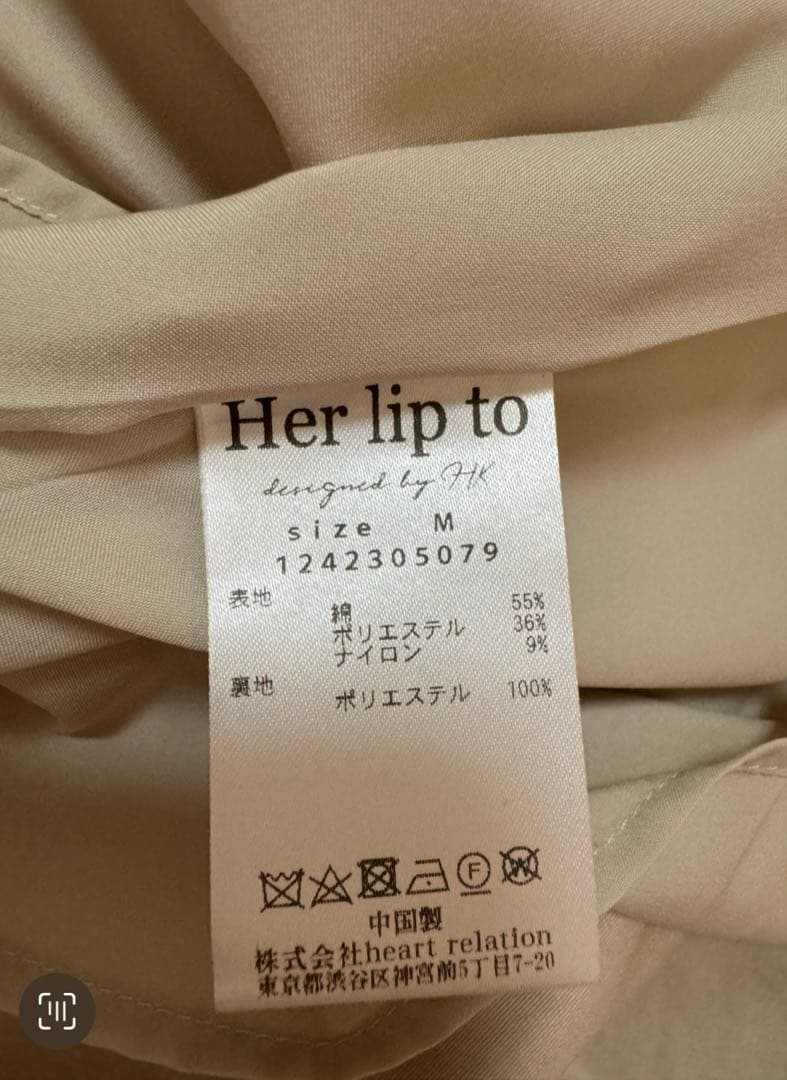 Her lip to
designed by HK
size M
1242305079
表地
綿 55%
ポリエステル 36%
ナイロン 9%
裏地 ポリエステル 100%
F
W
中国製
株式会社heart relation
東京都渋谷区神宮前5丁目7-20